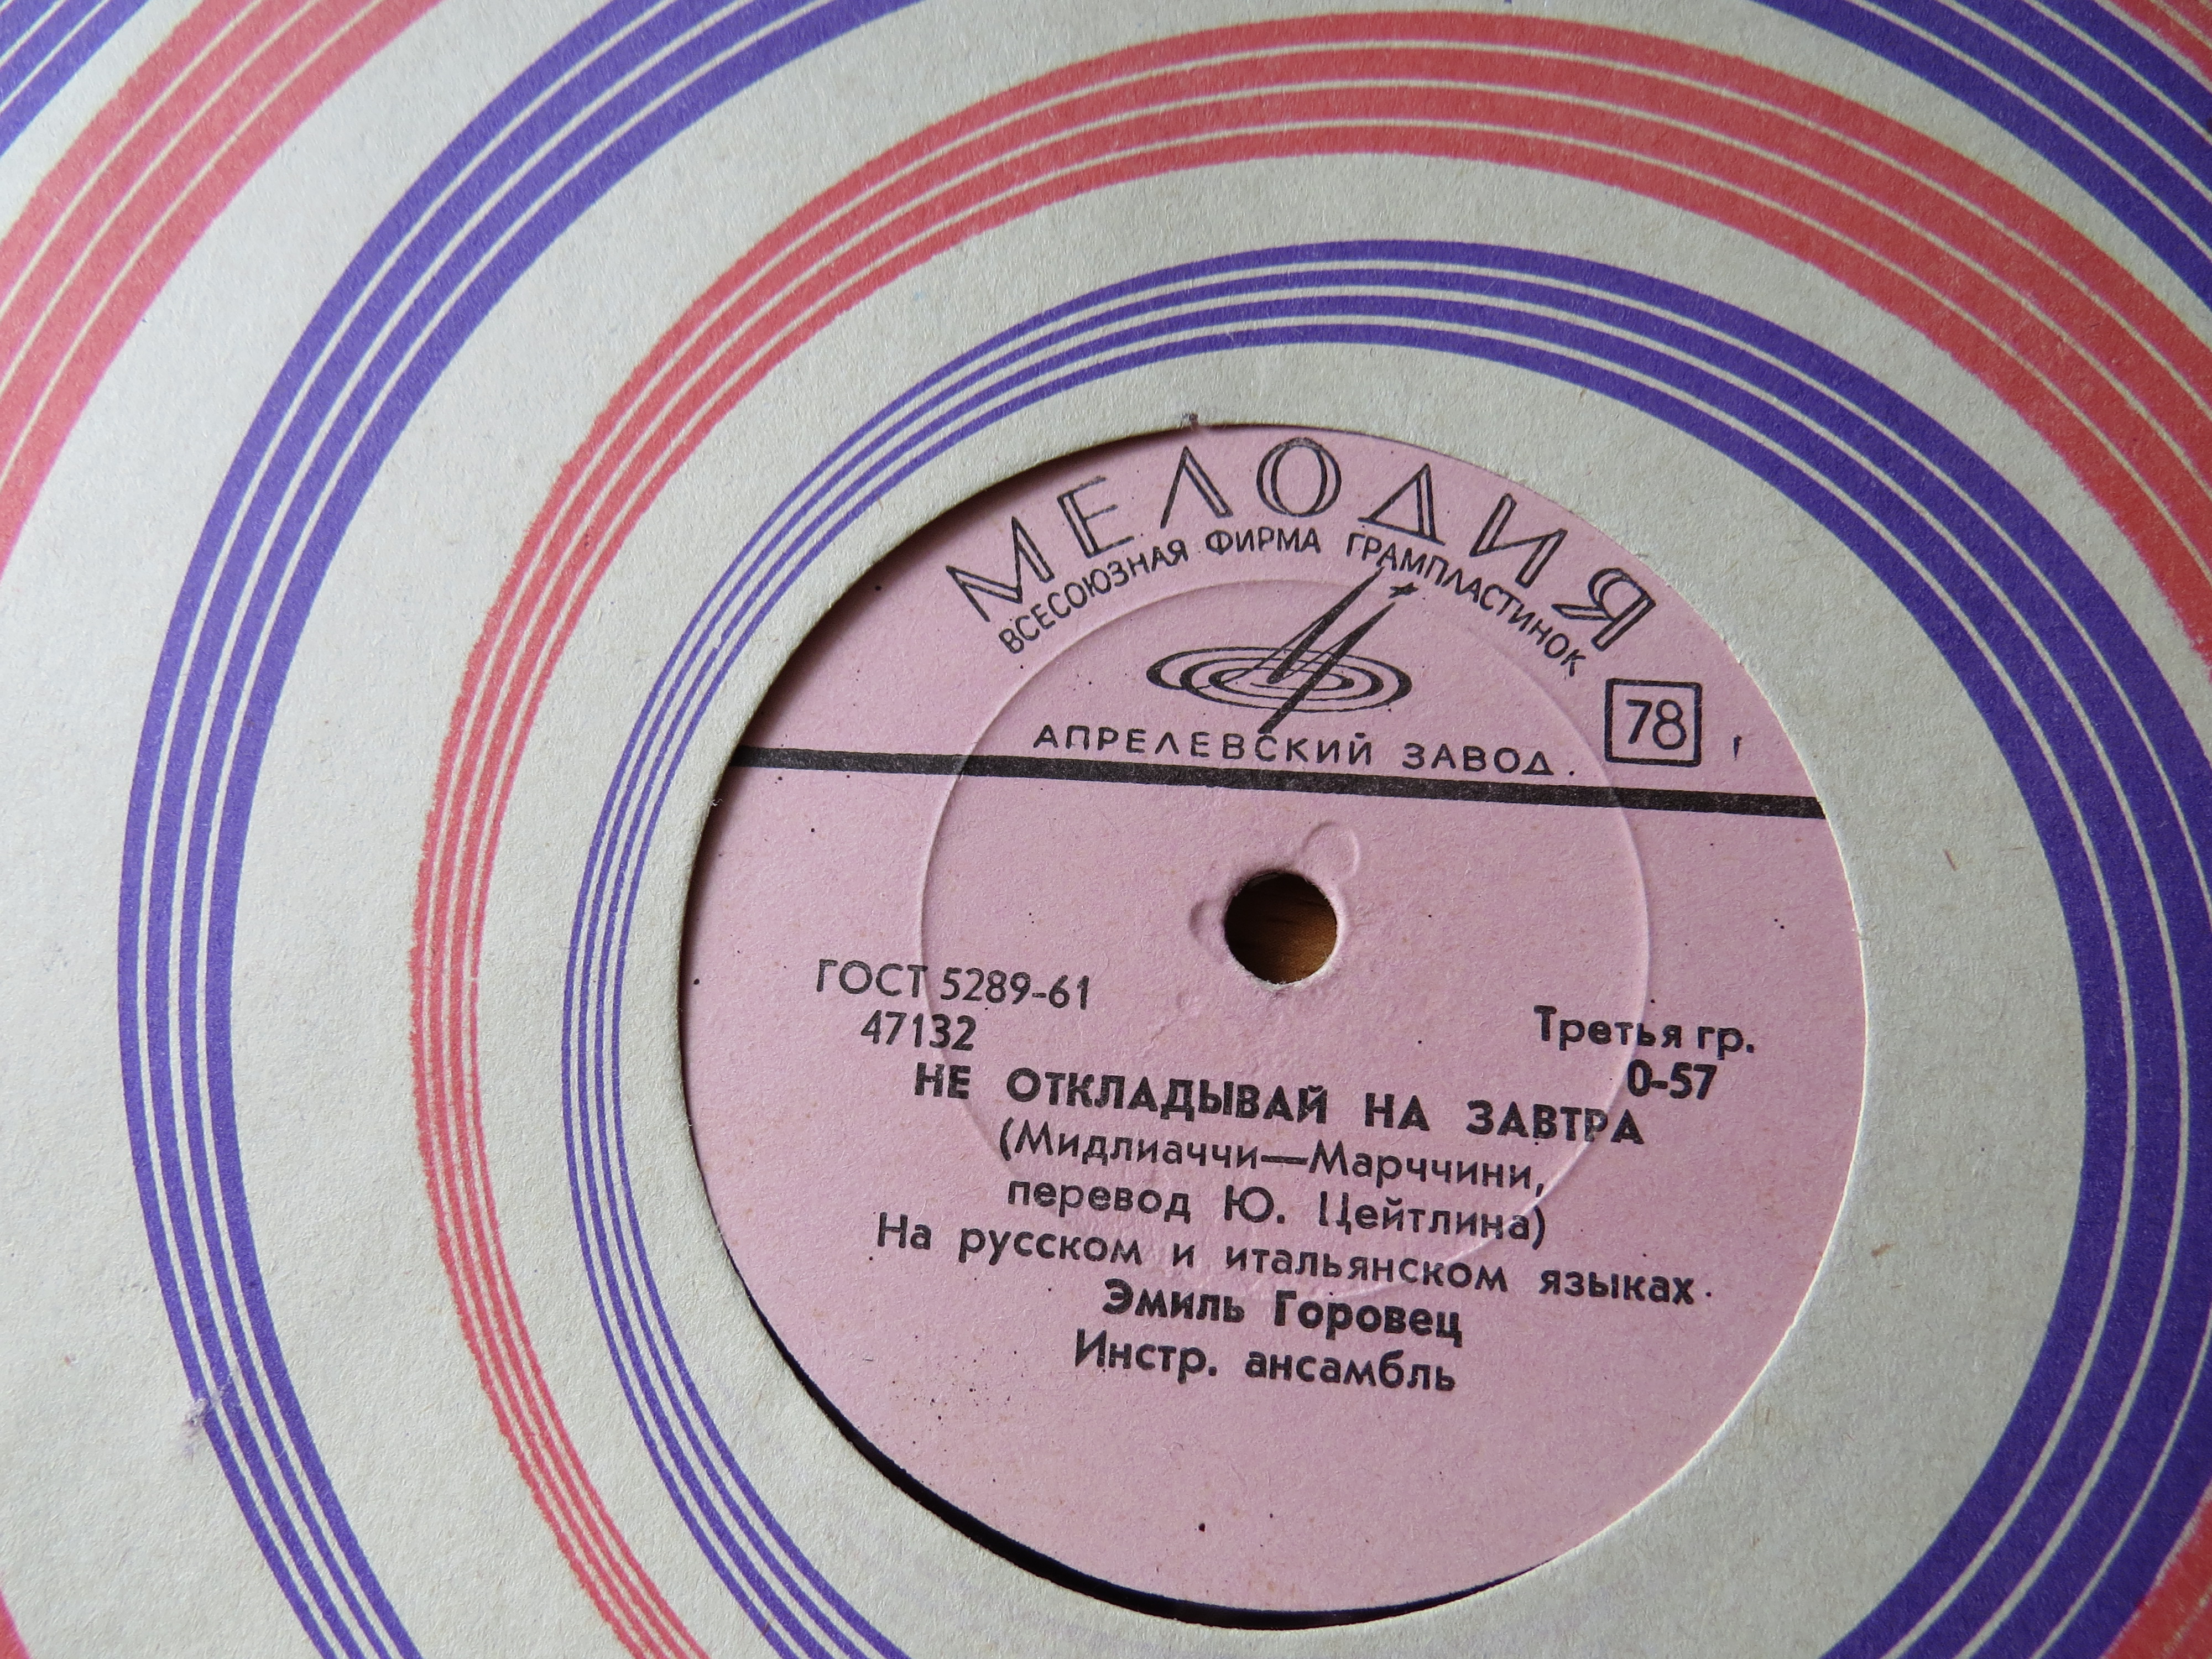 МЕЛОДИЯ
ВСЕСОЮЗНАЯ ФИРМА ГРАМПЛАСТИНОК
78
АПРЕЛЕВСКИЙ ЗАВОД.
ГОСТ 5289-61
47132
Третья гр.
0-57
НЕ ОТКЛАДЫВАЙ НА ЗАВТРА
(Мидлиаччи—Марччини,
перевод Ю. Цейтлина)
На русском и итальянском языках.
Эмиль Горовец
Инстр. ансамбль